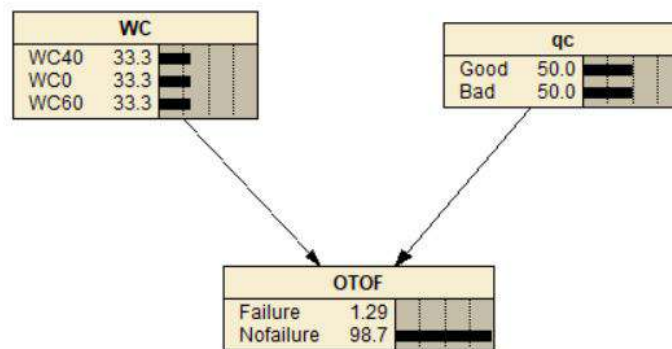 WC
WC40 33.3
WC0 33.3
WC60 33.3
qc
Good 50.0
Bad 50.0
OTOF
Failure 1.29
Nofailure 98.7